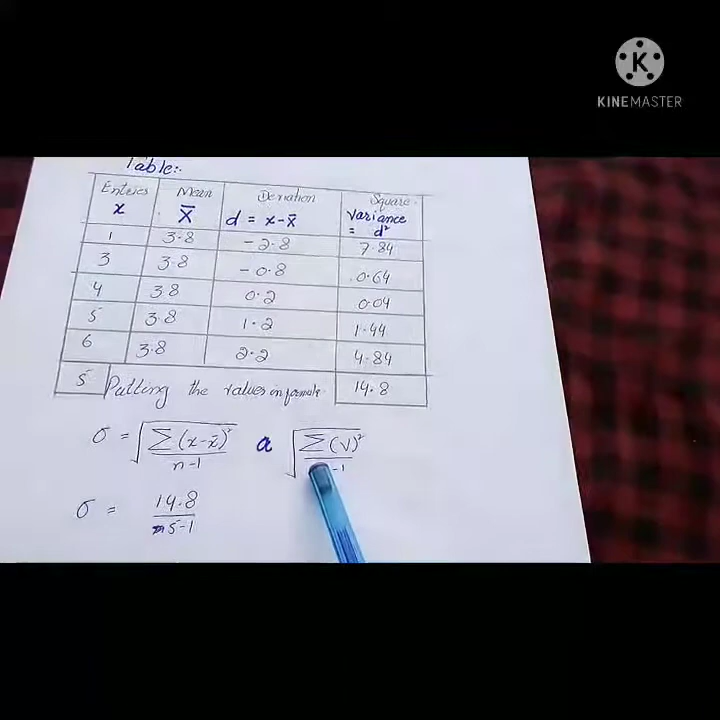 KINEMASTER
Table:-
Entries Mean Deviation Square
x X̄ d = x-x̄ Variance = d²
1 3.8 -2.8 7.84
3 3.8 -0.8 0.64
4 3.8 0.2 0.04
5 3.8 1.2 1.44
6 3.8 2.2 4.84
5 Putting the values in formula 14.8
σ = √Σ(x-x̄)²/n-1 a √Σ(v)²/-1
σ = 14.8/5-1